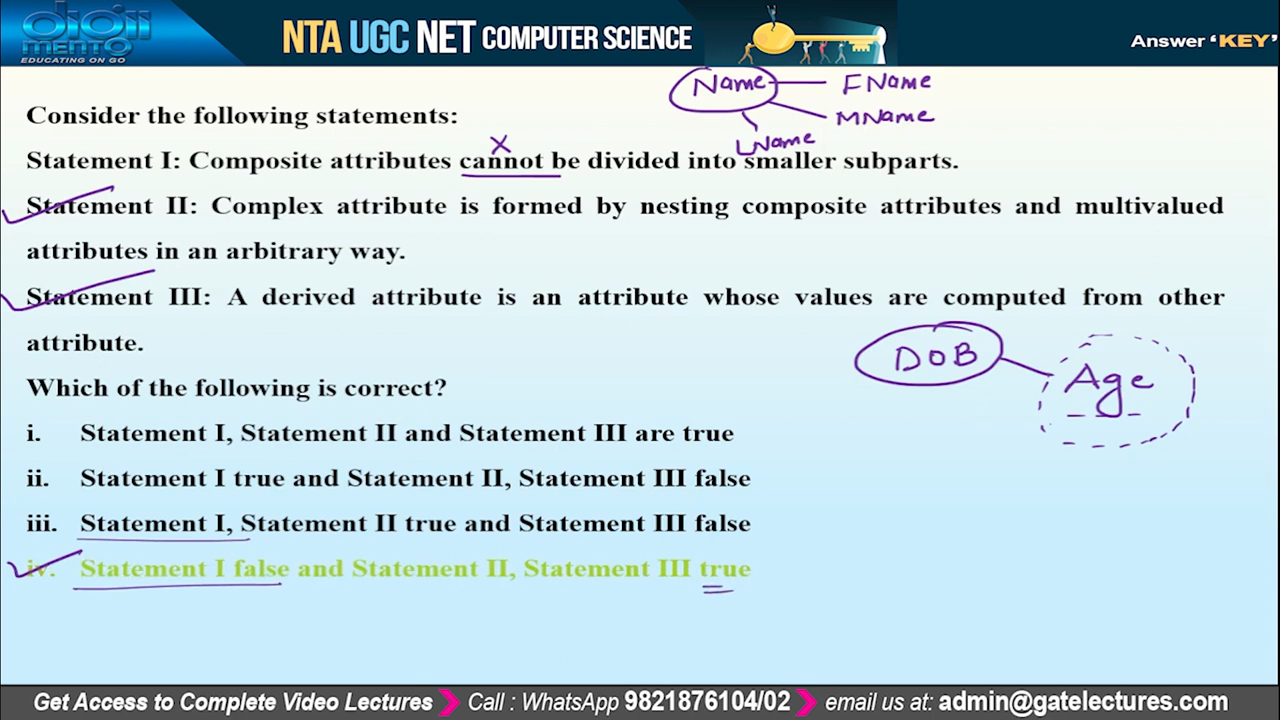 didji
MENTO
EDUCATING ON GO
NTA UGC NET COMPUTER SCIENCE
Answer ‘KEY’
Name FName
MName
LName
Consider the following statements:
Statement I: Composite attributes cannot be divided into smaller subparts.
Statement II: Complex attribute is formed by nesting composite attributes and multivalued
attributes in an arbitrary way.
Statement III: A derived attribute is an attribute whose values are computed from other
attribute.
DOB Age
Which of the following is correct?
i. Statement I, Statement II and Statement III are true
ii. Statement I true and Statement II, Statement III false
iii. Statement I, Statement II true and Statement III false
iv. Statement I false and Statement II, Statement III true
Get Access to Complete Video Lectures Call : WhatsApp 9821876104/02 email us at: admin@gatelectures.com